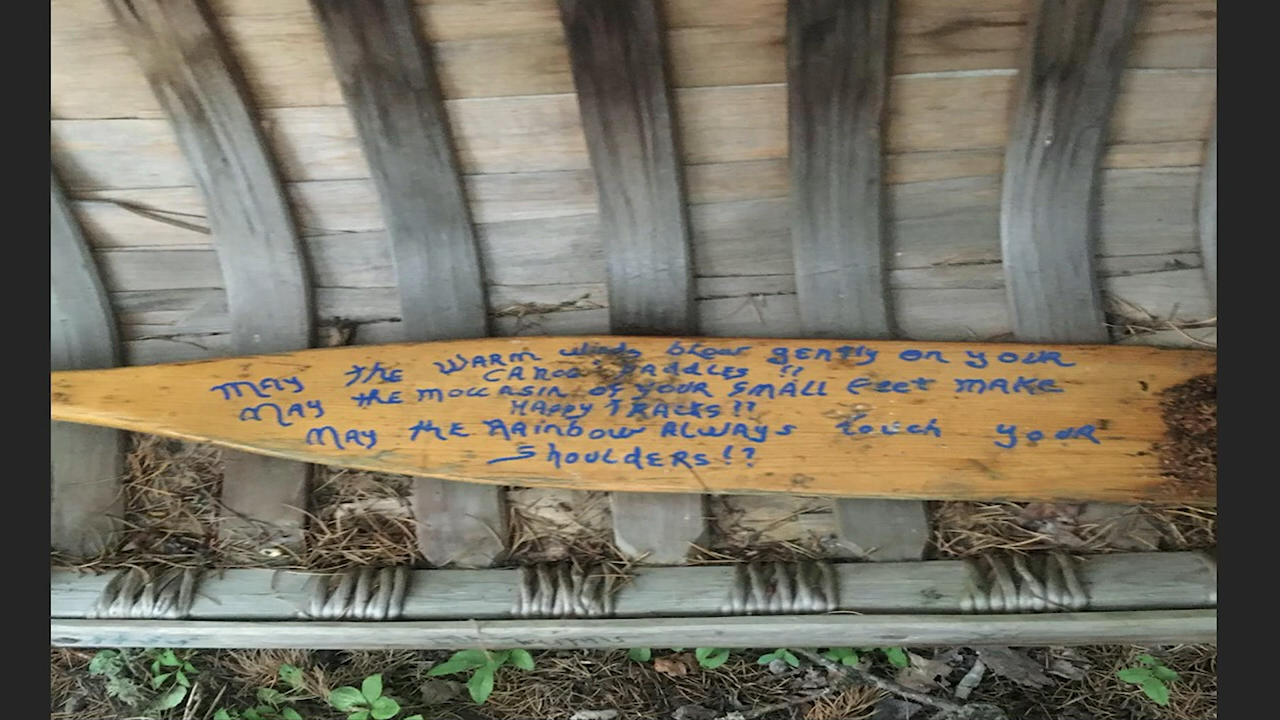 MAY THE WARM winds blow gENTly on your
CANOE PADDLES !!
MAY THE moccasin of your SMALL feet MAKE
HAPPY TRACKS !!
MAY the RAinbow ALWAYS touch your
ShoulDERS !?